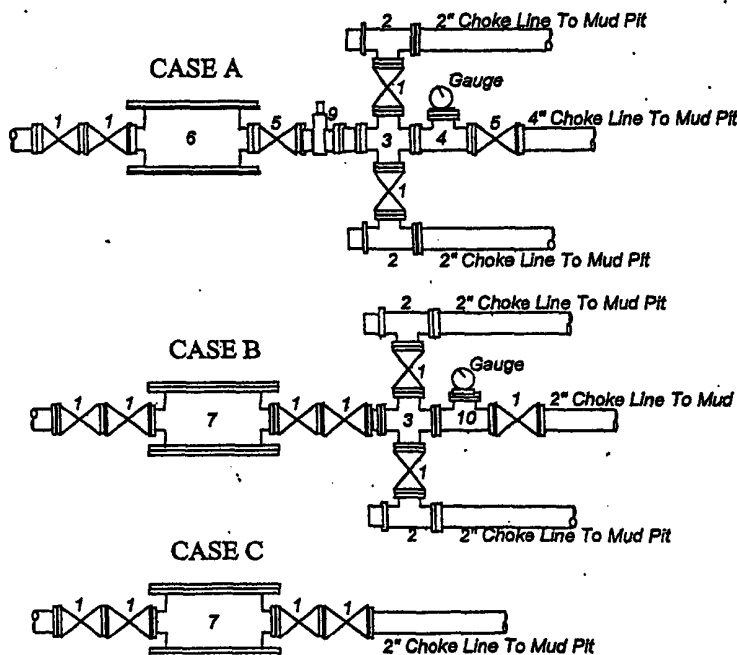 2 2" Choke Line To Mud Pit
CASE A
1
Gauge
1 1 6 5 9 3 4 5 4" Choke Line To Mud Pit
1
2 2" Choke Line To Mud Pit
2 2" Choke Line To Mud Pit
CASE B
1
Gauge
1 1 7 1 1 3 10 1 2" Choke Line To Mud
1
2 2" Choke Line To Mud Pit
CASE C
1 1 7 1 1
2" Choke Line To Mud Pit